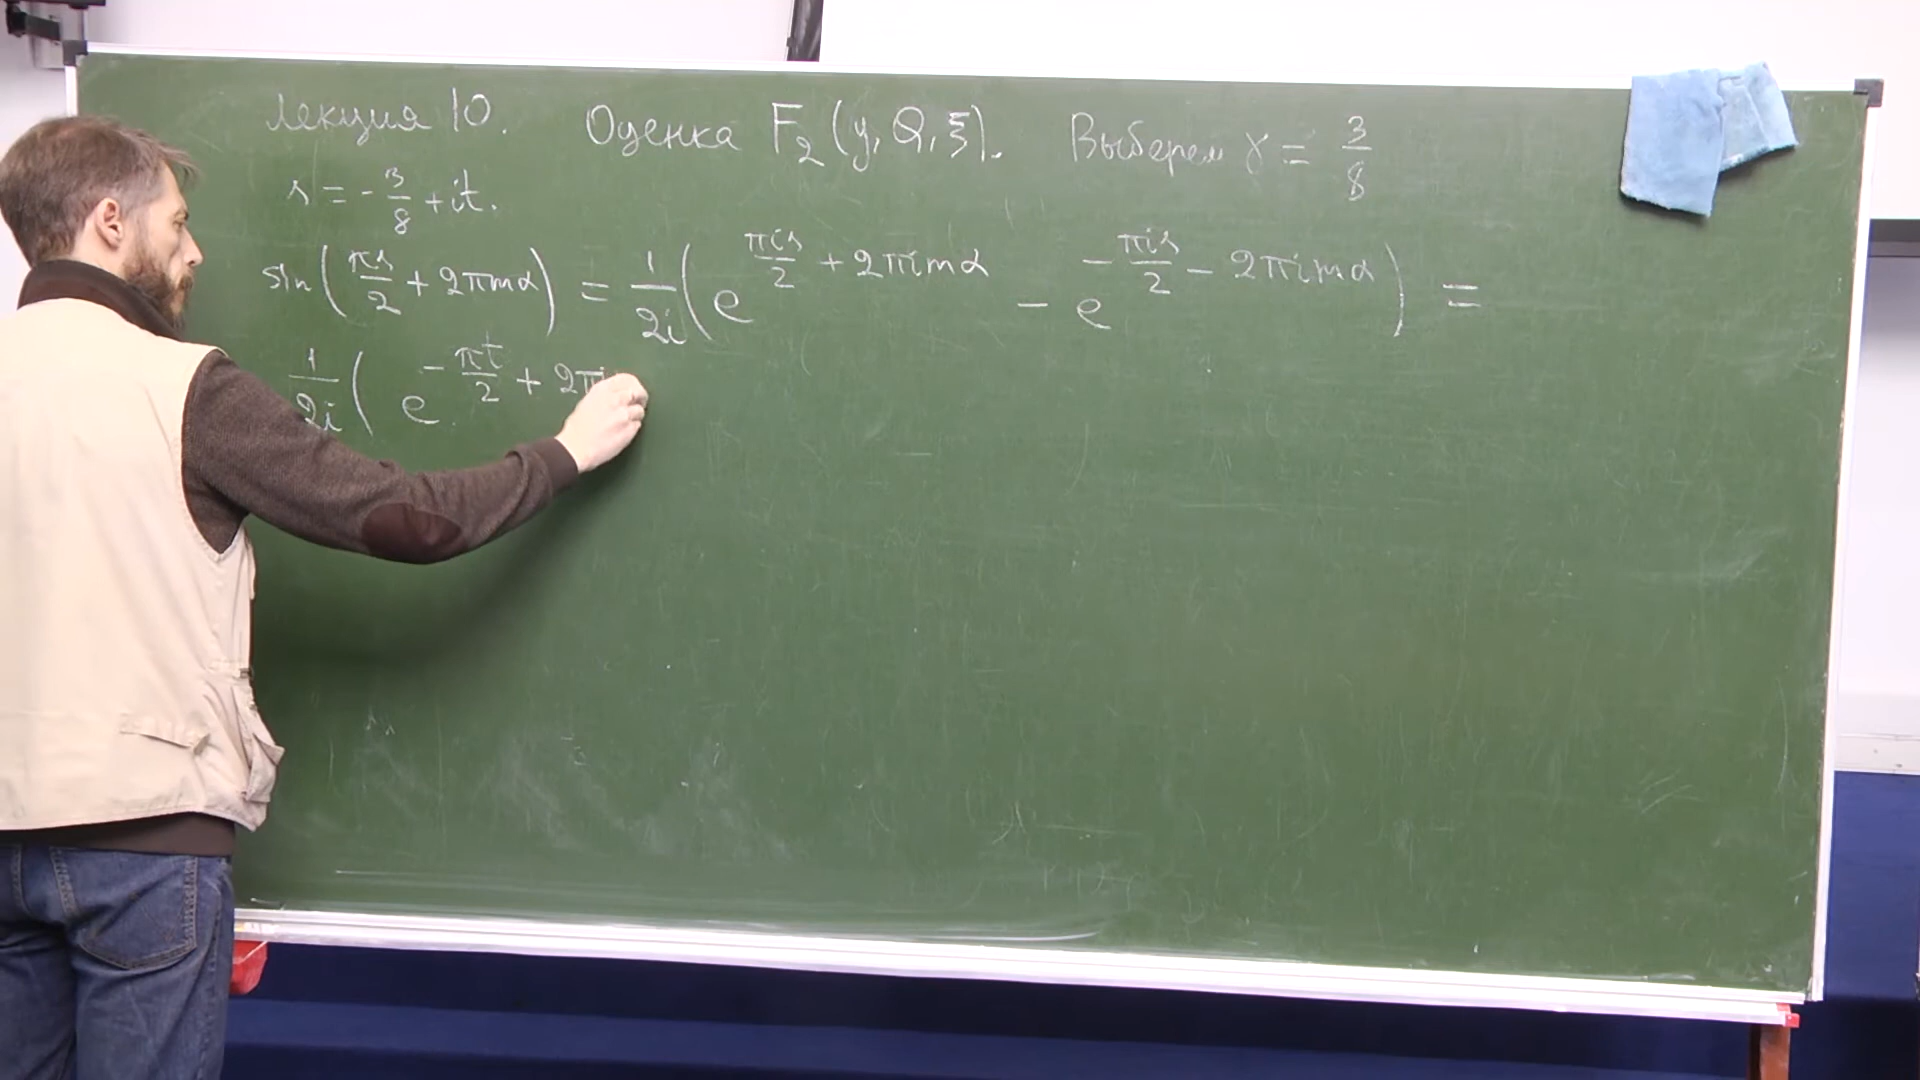 Лекция 10. Оценка F₂(y, Q, ξ). Выберем γ = 3/8
s = -3/8 + it.
sin(πs/2 + 2πmα) = 1/2i (e^{πis/2 + 2πimα} - e^{-πis/2 - 2πimα}) =
1/2i ( e^{-πt/2 + 2πi